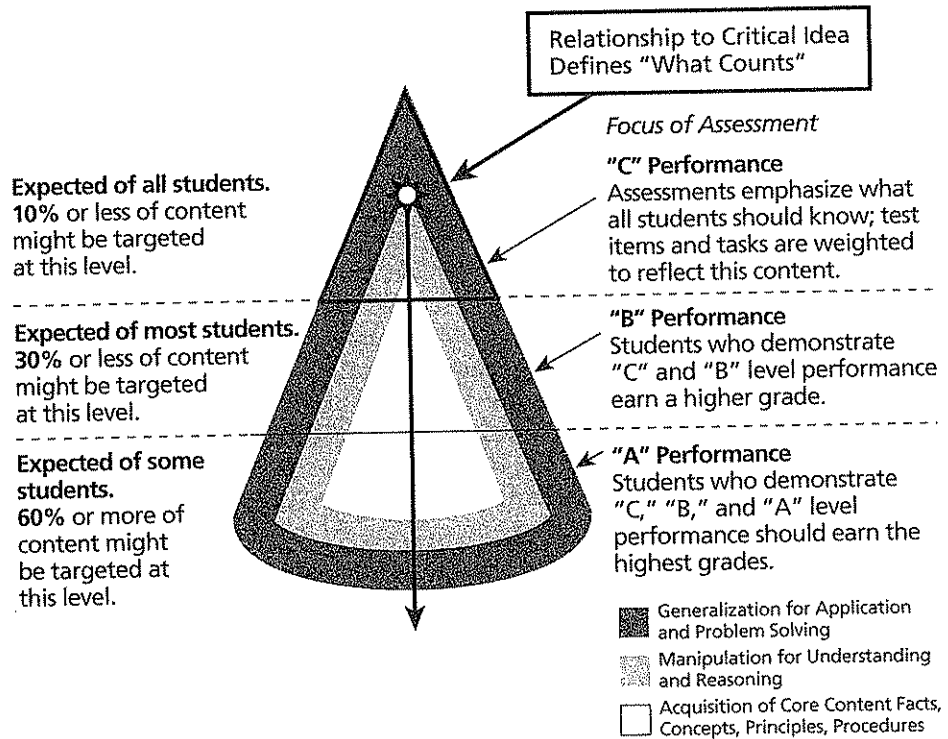 Relationship to Critical Idea
Defines "What Counts"
Focus of Assessment
Expected of all students.
10% or less of content
might be targeted
at this level.
"C" Performance
Assessments emphasize what
all students should know; test
items and tasks are weighted
to reflect this content.
Expected of most students.
30% or less of content
might be targeted
at this level.
"B" Performance
Students who demonstrate
"C" and "B" level performance
earn a higher grade.
Expected of some
students.
60% or more of
content might
be targeted at
this level.
"A" Performance
Students who demonstrate
"C," "B," and "A" level
performance should earn the
highest grades.
Generalization for Application
and Problem Solving
Manipulation for Understanding
and Reasoning
Acquisition of Core Content Facts,
Concepts, Principles, Procedures